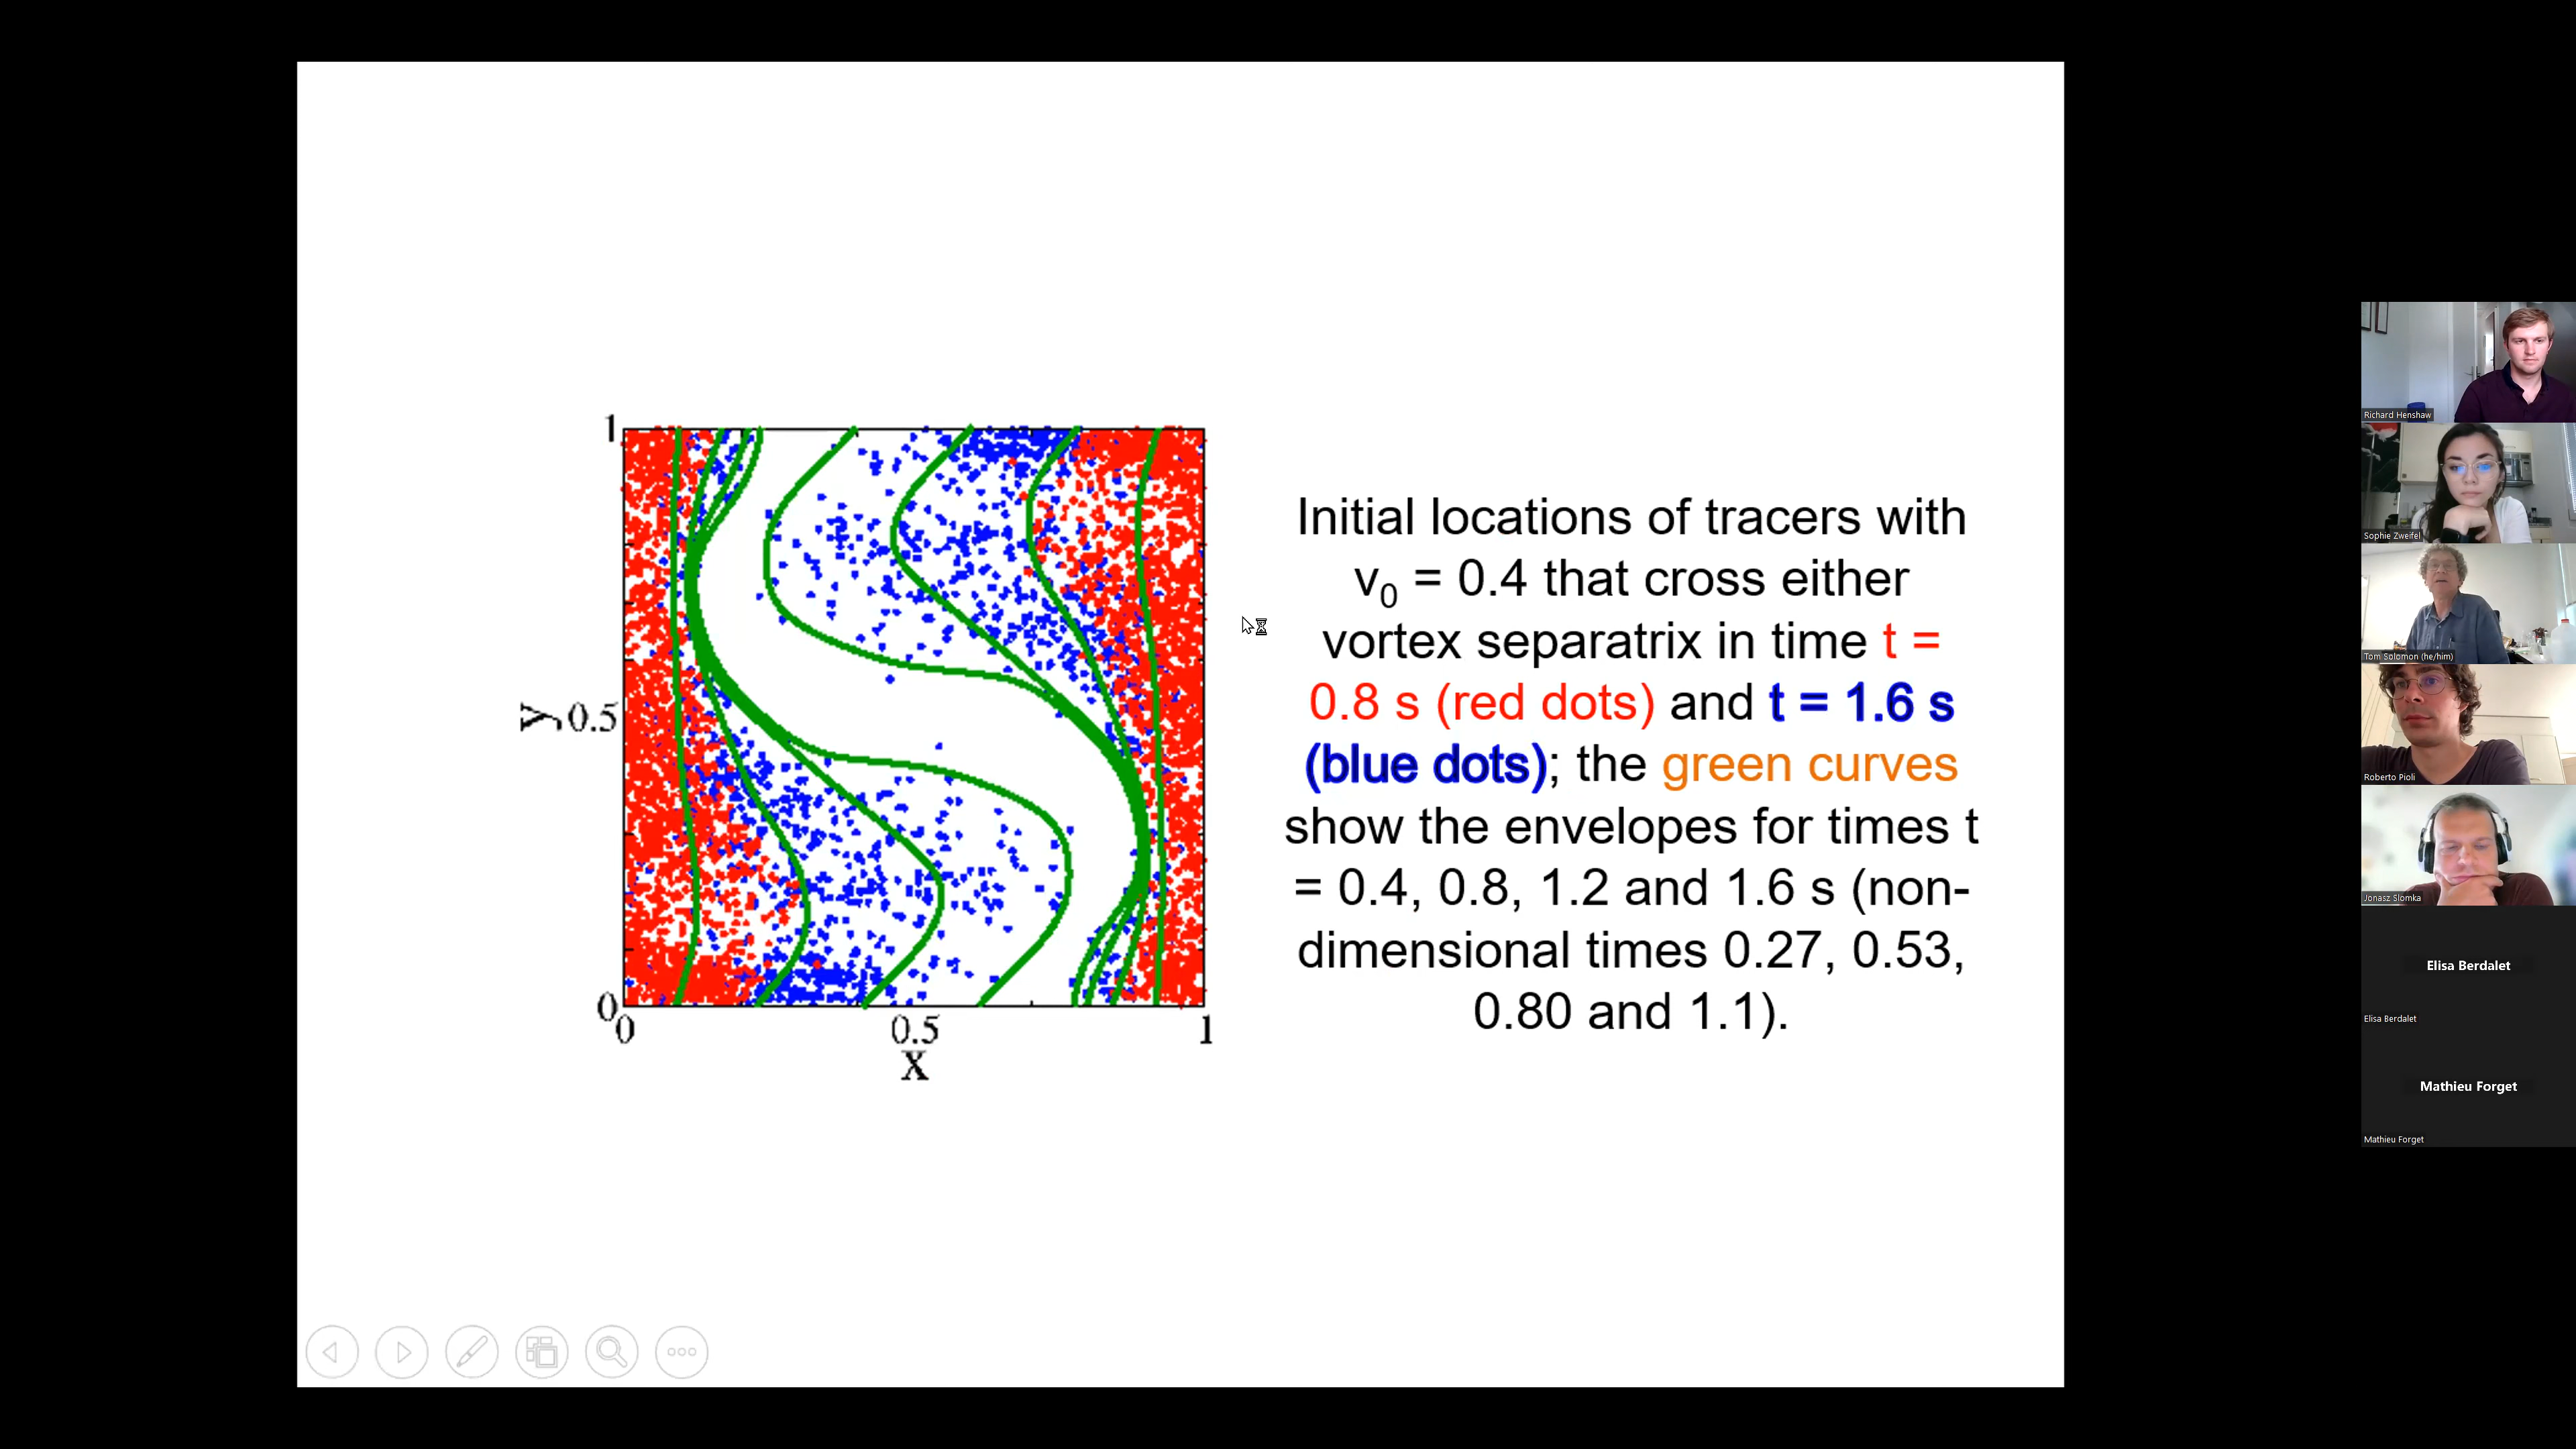 1
y 0.5
0
0
0.5
1
X
Initial locations of tracers with
v0 = 0.4 that cross either
vortex separatrix in time t =
0.8 s (red dots) and t = 1.6 s
(blue dots); the green curves
show the envelopes for times t
= 0.4, 0.8, 1.2 and 1.6 s (non-
dimensional times 0.27, 0.53,
0.80 and 1.1).
Richard Henshaw
Sophie Zweifel
Tom Solomon (he/him)
Roberto Pioli
Jonasz Slomka
Elisa Berdalet
Elisa Berdalet
Mathieu Forget
Mathieu Forget